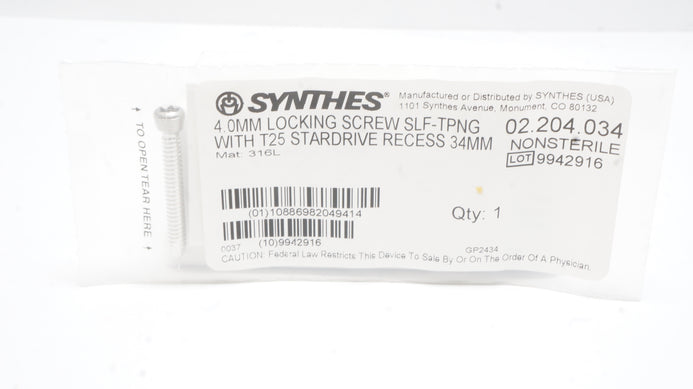 SYNTHES®
Manufactured or Distributed by SYNTHES (USA)
1101 Synthes Avenue, Monument, CO 80132
4.0MM LOCKING SCREW SLF-TPNG
WITH T25 STARDRIVE RECESS 34MM
Mat: 316L
02.204.034
NONSTERILE
LOT 9942916
(01)10886982049414
Qty: 1
(10)9942916
0037
GP2434
CAUTION: Federal Law Restricts This Device To Sale By Or On The Order Of A Physician.
TO OPEN TEAR HERE